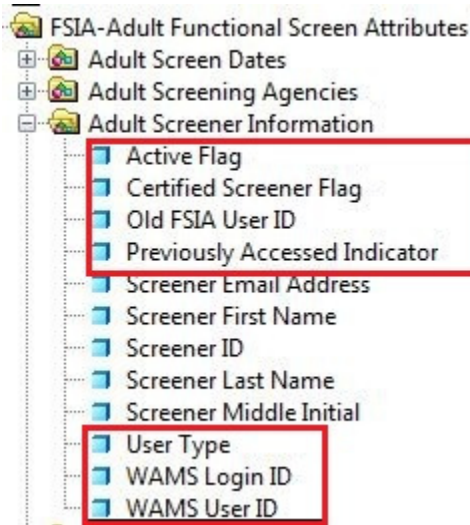 FSIA-Adult Functional Screen Attributes
Adult Screen Dates
Adult Screening Agencies
Adult Screener Information
Active Flag
Certified Screener Flag
Old FSIA User ID
Previously Accessed Indicator
Screener Email Address
Screener First Name
Screener ID
Screener Last Name
Screener Middle Initial
User Type
WAMS Login ID
WAMS User ID